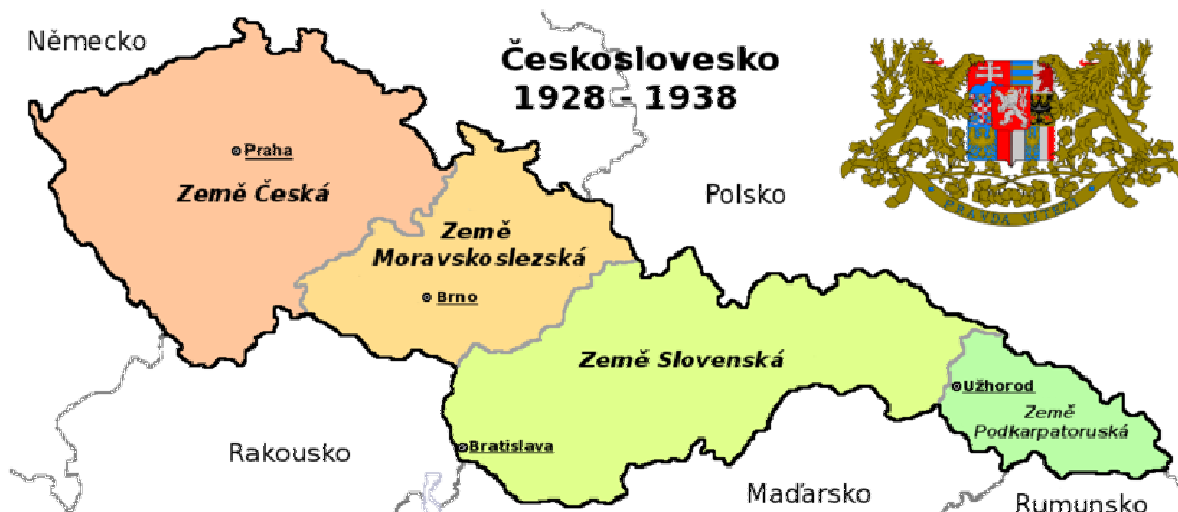 Německo
Československo
1928 - 1938
Praha
Země Česká
Polsko
PRAVDA VÍTĚZÍ
Země
Moravskoslezská
Brno
Země Slovenská
Užhorod
Země
Podkarpatoruská
Bratislava
Rakousko
Maďarsko
Rumunsko